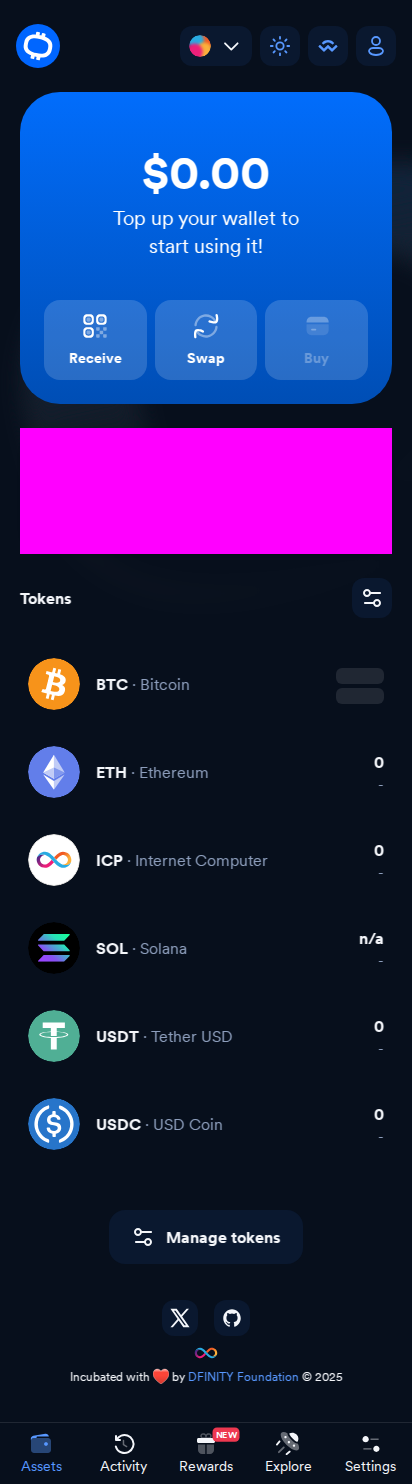 $0.00
Top up your wallet to
start using it!
Receive
Swap
Buy
Tokens
BTC · Bitcoin
ETH · Ethereum
0
-
ICP · Internet Computer
0
-
SOL · Solana
n/a
-
USDT · Tether USD
0
-
USDC · USD Coin
0
-
Manage tokens
Incubated with ❤️ by DFINITY Foundation © 2025
NEW
Assets
Activity
Rewards
Explore
Settings